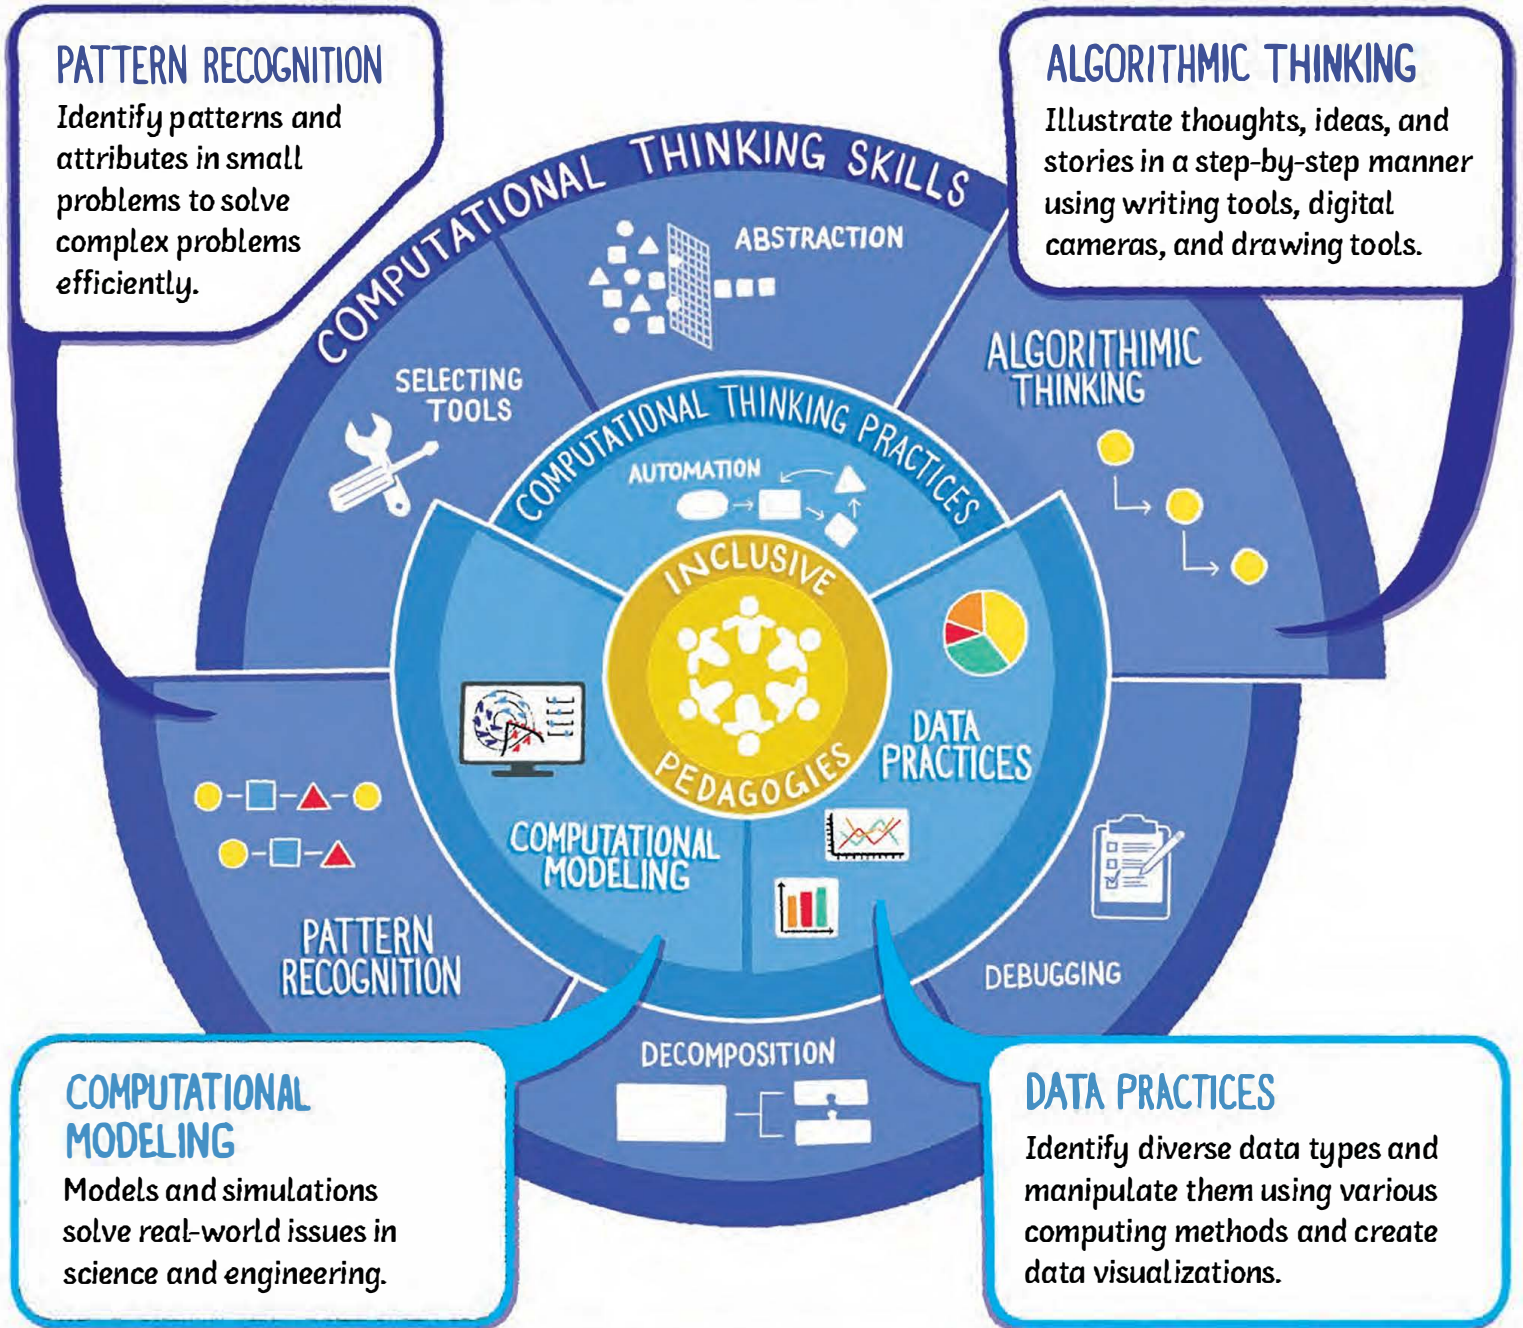 PATTERN RECOGNITION
Identify patterns and
attributes in small
problems to solve
complex problems
efficiently.
ALGORITHMIC THINKING
Illustrate thoughts, ideas, and
stories in a step-by-step manner
using writing tools, digital
cameras, and drawing tools.
COMPUTATIONAL THINKING SKILLS
ABSTRACTION
SELECTING
TOOLS
ALGORITHIMIC
THINKING
COMPUTATIONAL THINKING PRACTICES
AUTOMATION
INCLUSIVE
PEDAGOGIES
DATA
PRACTICES
COMPUTATIONAL
MODELING
PATTERN
RECOGNITION
DEBUGGING
DECOMPOSITION
COMPUTATIONAL
MODELING
Models and simulations
solve real-world issues in
science and engineering.
DATA PRACTICES
Identify diverse data types and
manipulate them using various
computing methods and create
data visualizations.